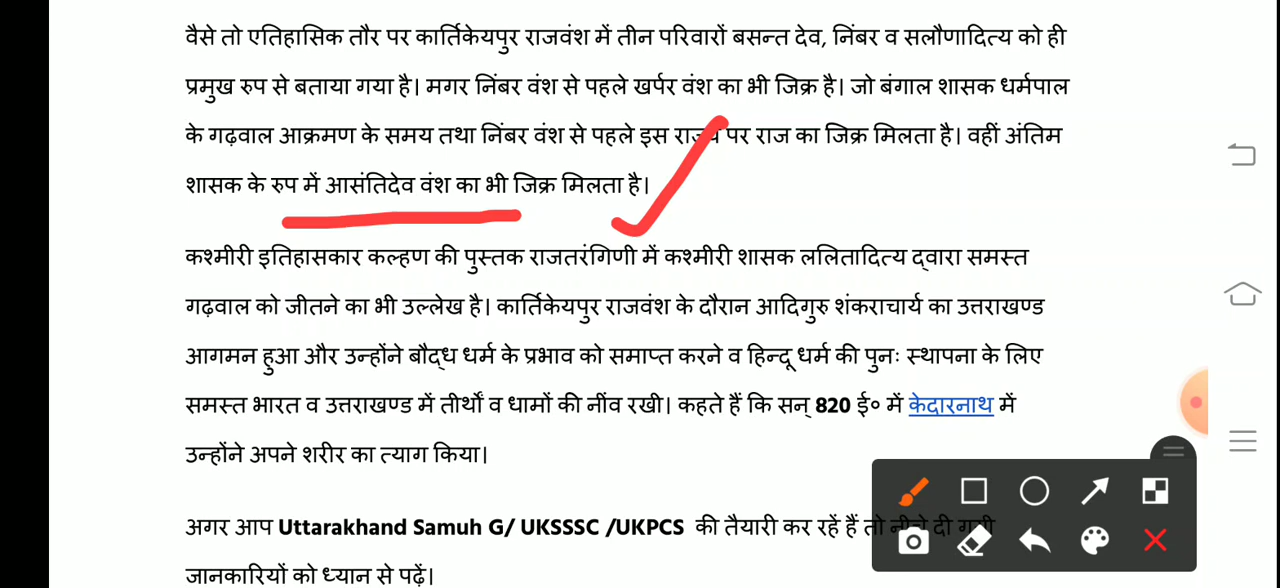 वैसे तो एतिहासिक तौर पर कार्तिकेयपुर राजवंश में तीन परिवारों बसन्त देव, निंबर व सलौणादित्य को ही
प्रमुख रुप से बताया गया है। मगर निंबर वंश से पहले खर्पर वंश का भी जिक्र है। जो बंगाल शासक धर्मपाल
के गढ़वाल आक्रमण के समय तथा निंबर वंश से पहले इस राज्य पर राज का जिक्र मिलता है। वहीं अंतिम
शासक के रुप में आसंतिदेव वंश का भी जिक्र मिलता है।
कश्मीरी इतिहासकार कल्हण की पुस्तक राजतरंगिणी में कश्मीरी शासक ललितादित्य द्वारा समस्त
गढ़वाल को जीतने का भी उल्लेख है। कार्तिकेयपुर राजवंश के दौरान आदिगुरु शंकराचार्य का उत्तराखण्ड
आगमन हुआ और उन्होंने बौद्ध धर्म के प्रभाव को समाप्त करने व हिन्दू धर्म की पुनः स्थापना के लिए
समस्त भारत व उत्तराखण्ड में तीर्थों व धामों की नींव रखी। कहते हैं कि सन् 820 ई० में केदारनाथ में
उन्होंने अपने शरीर का त्याग किया।
अगर आप Uttarakhand Samuh G/ UKSSSC /UKPCS की तैयारी कर रहें हैं तो नीचे दी गयी
जानकारियों को ध्यान से पढ़ें।